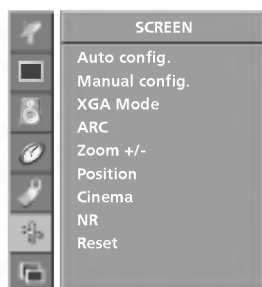 SCREEN
Auto config.
Manual config.
XGA Mode
ARC
Zoom +/-
Position
Cinema
NR
Reset